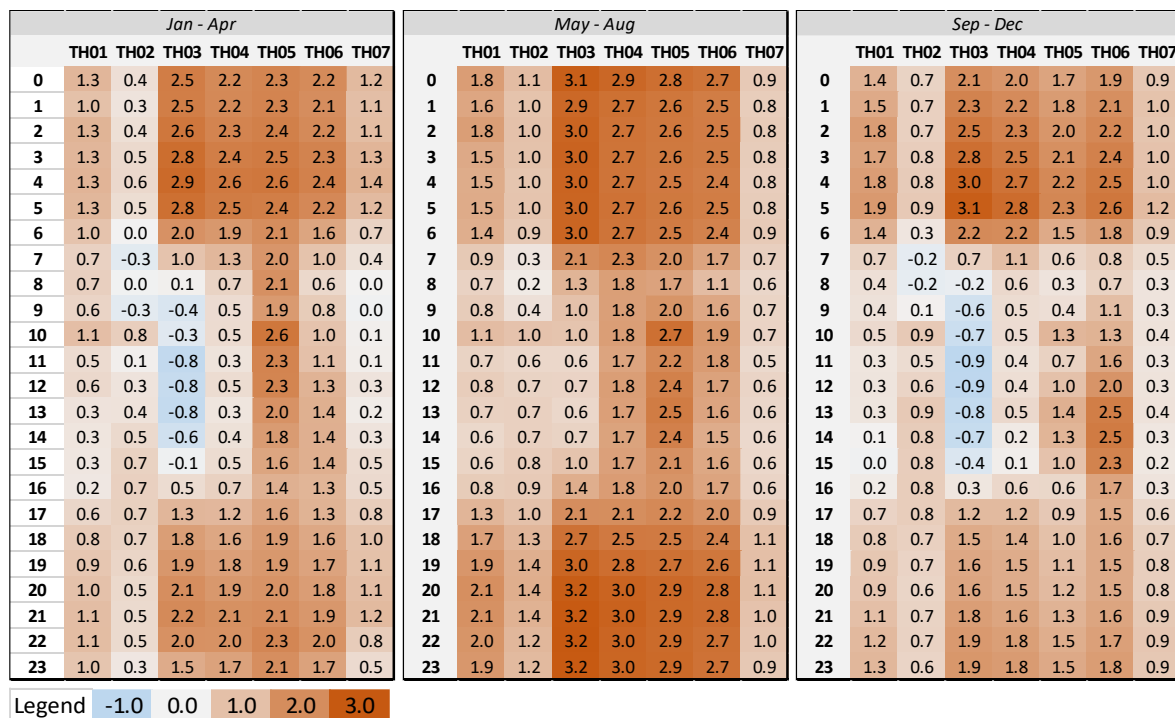 Jan - Apr May - Aug Sep - Dec
TH01 TH02 TH03 TH04 TH05 TH06 TH07 TH01 TH02 TH03 TH04 TH05 TH06 TH07 TH01 TH02 TH03 TH04 TH05 TH06 TH07
0 1.3 0.4 2.5 2.2 2.3 2.2 1.2 0 1.8 1.1 3.1 2.9 2.8 2.7 0.9 0 1.4 0.7 2.1 2.0 1.7 1.9 0.9
1 1.0 0.3 2.5 2.2 2.3 2.1 1.1 1 1.6 1.0 2.9 2.7 2.6 2.5 0.8 1 1.5 0.7 2.3 2.2 1.8 2.1 1.0
2 1.3 0.4 2.6 2.3 2.4 2.2 1.1 2 1.8 1.0 3.0 2.7 2.6 2.5 0.8 2 1.8 0.7 2.5 2.3 2.0 2.2 1.0
3 1.3 0.5 2.8 2.4 2.5 2.3 1.3 3 1.5 1.0 3.0 2.7 2.6 2.5 0.8 3 1.7 0.8 2.8 2.5 2.1 2.4 1.0
4 1.3 0.6 2.9 2.6 2.6 2.4 1.4 4 1.5 1.0 3.0 2.7 2.5 2.4 0.8 4 1.8 0.8 3.0 2.7 2.2 2.5 1.0
5 1.3 0.5 2.8 2.5 2.4 2.2 1.2 5 1.5 1.0 3.0 2.7 2.6 2.5 0.8 5 1.9 0.9 3.1 2.8 2.3 2.6 1.2
6 1.0 0.0 2.0 1.9 2.1 1.6 0.7 6 1.4 0.9 3.0 2.7 2.5 2.4 0.9 6 1.4 0.3 2.2 2.2 1.5 1.8 0.9
7 0.7 -0.3 1.0 1.3 2.0 1.0 0.4 7 0.9 0.3 2.1 2.3 2.0 1.7 0.7 7 0.7 -0.2 0.7 1.1 0.6 0.8 0.5
8 0.7 0.0 0.1 0.7 2.1 0.6 0.0 8 0.7 0.2 1.3 1.8 1.7 1.1 0.6 8 0.4 -0.2 -0.2 0.6 0.3 0.7 0.3
9 0.6 -0.3 -0.4 0.5 1.9 0.8 0.0 9 0.8 0.4 1.0 1.8 2.0 1.6 0.7 9 0.4 0.1 -0.6 0.5 0.4 1.1 0.3
10 1.1 0.8 -0.3 0.5 2.6 1.0 0.1 10 1.1 1.0 1.0 1.8 2.7 1.9 0.7 10 0.5 0.9 -0.7 0.5 1.3 1.3 0.4
11 0.5 0.1 -0.8 0.3 2.3 1.1 0.1 11 0.7 0.6 0.6 1.7 2.2 1.8 0.5 11 0.3 0.5 -0.9 0.4 0.7 1.6 0.3
12 0.6 0.3 -0.8 0.5 2.3 1.3 0.3 12 0.8 0.7 0.7 1.8 2.4 1.7 0.6 12 0.3 0.6 -0.9 0.4 1.0 2.0 0.3
13 0.3 0.4 -0.8 0.3 2.0 1.4 0.2 13 0.7 0.7 0.6 1.7 2.5 1.6 0.6 13 0.3 0.9 -0.8 0.5 1.4 2.5 0.4
14 0.3 0.5 -0.6 0.4 1.8 1.4 0.3 14 0.6 0.7 0.7 1.7 2.4 1.5 0.6 14 0.1 0.8 -0.7 0.2 1.3 2.5 0.3
15 0.3 0.7 -0.1 0.5 1.6 1.4 0.5 15 0.6 0.8 1.0 1.7 2.1 1.6 0.6 15 0.0 0.8 -0.4 0.1 1.0 2.3 0.2
16 0.2 0.7 0.5 0.7 1.4 1.3 0.5 16 0.8 0.9 1.4 1.8 2.0 1.7 0.6 16 0.2 0.8 0.3 0.6 0.6 1.7 0.3
17 0.6 0.7 1.3 1.2 1.6 1.3 0.8 17 1.3 1.0 2.1 2.1 2.2 2.0 0.9 17 0.7 0.8 1.2 1.2 0.9 1.5 0.6
18 0.8 0.7 1.8 1.6 1.9 1.6 1.0 18 1.7 1.3 2.7 2.5 2.5 2.4 1.1 18 0.8 0.7 1.5 1.4 1.0 1.6 0.7
19 0.9 0.6 1.9 1.8 1.9 1.7 1.1 19 1.9 1.4 3.0 2.8 2.7 2.6 1.1 19 0.9 0.7 1.6 1.5 1.1 1.5 0.8
20 1.0 0.5 2.1 1.9 2.0 1.8 1.1 20 2.1 1.4 3.2 3.0 2.9 2.8 1.1 20 0.9 0.6 1.6 1.5 1.2 1.5 0.8
21 1.1 0.5 2.2 2.1 2.1 1.9 1.2 21 2.1 1.4 3.2 3.0 2.9 2.8 1.0 21 1.1 0.7 1.8 1.6 1.3 1.6 0.9
22 1.1 0.5 2.0 2.0 2.3 2.0 0.8 22 2.0 1.2 3.2 3.0 2.9 2.7 1.0 22 1.2 0.7 1.9 1.8 1.5 1.7 0.9
23 1.0 0.3 1.5 1.7 2.1 1.7 0.5 23 1.9 1.2 3.2 3.0 2.9 2.7 0.9 23 1.3 0.6 1.9 1.8 1.5 1.8 0.9
Legend -1.0 0.0 1.0 2.0 3.0